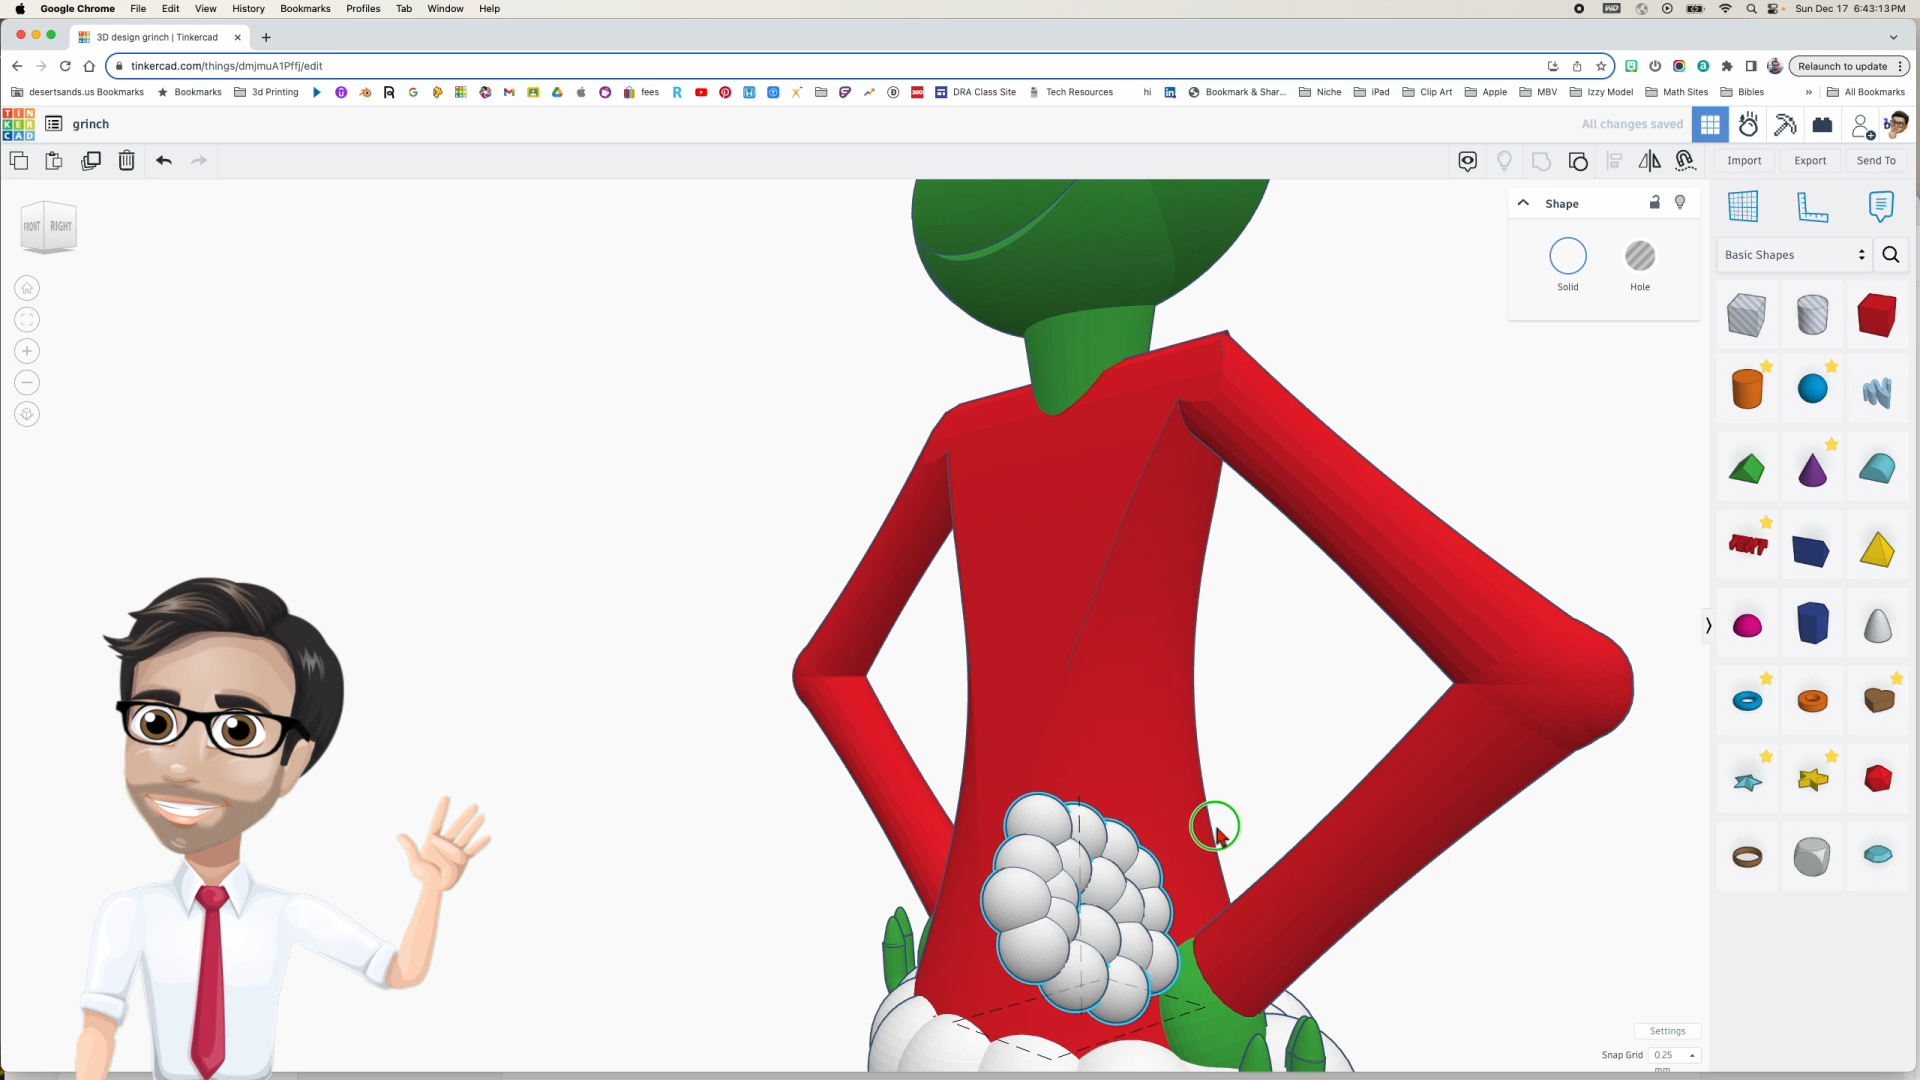 Google Chrome File Edit View History Bookmarks Profiles Tab Window Help Sun Dec 17 6:43:13 PM
3D design grinch | Tinkercad
tinkercad.com/things/dmjmuA1Pffj/edit Relaunch to update
desertsands.us Bookmarks Bookmarks 3d Printing fees DRA Class Site Tech Resources hi Bookmark & Shar... Niche iPad Clip Art Apple MBV Izzy Model Math Sites Bibles All Bookmarks
TIN
KER
CAD
grinch All changes saved
Import Export Send To
FRONT RIGHT
Shape
Solid Hole
Basic Shapes
TEXT
Settings
Snap Grid 0.25
mm